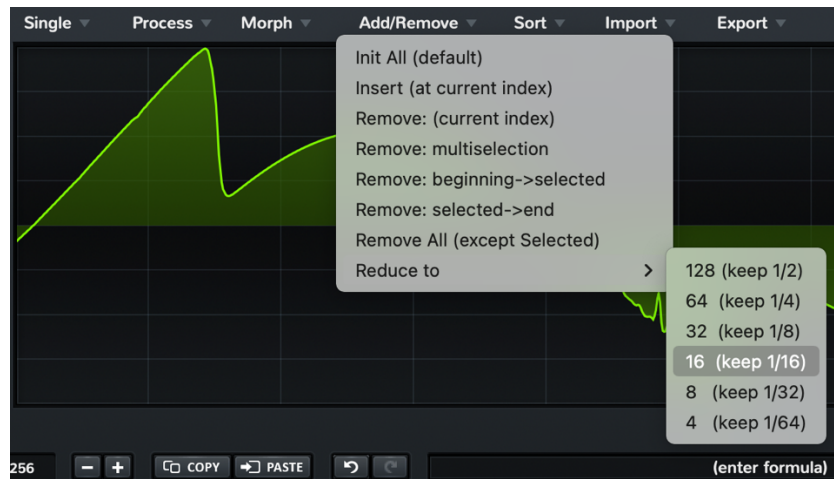 Single Process Morph Add/Remove Sort Import Export
Init All (default)
Insert (at current index)
Remove: (current index)
Remove: multiselection
Remove: beginning->selected
Remove: selected->end
Remove All (except Selected)
Reduce to
128 (keep 1/2)
64 (keep 1/4)
32 (keep 1/8)
16 (keep 1/16)
8 (keep 1/32)
4 (keep 1/64)
256 - + COPY PASTE (enter formula)